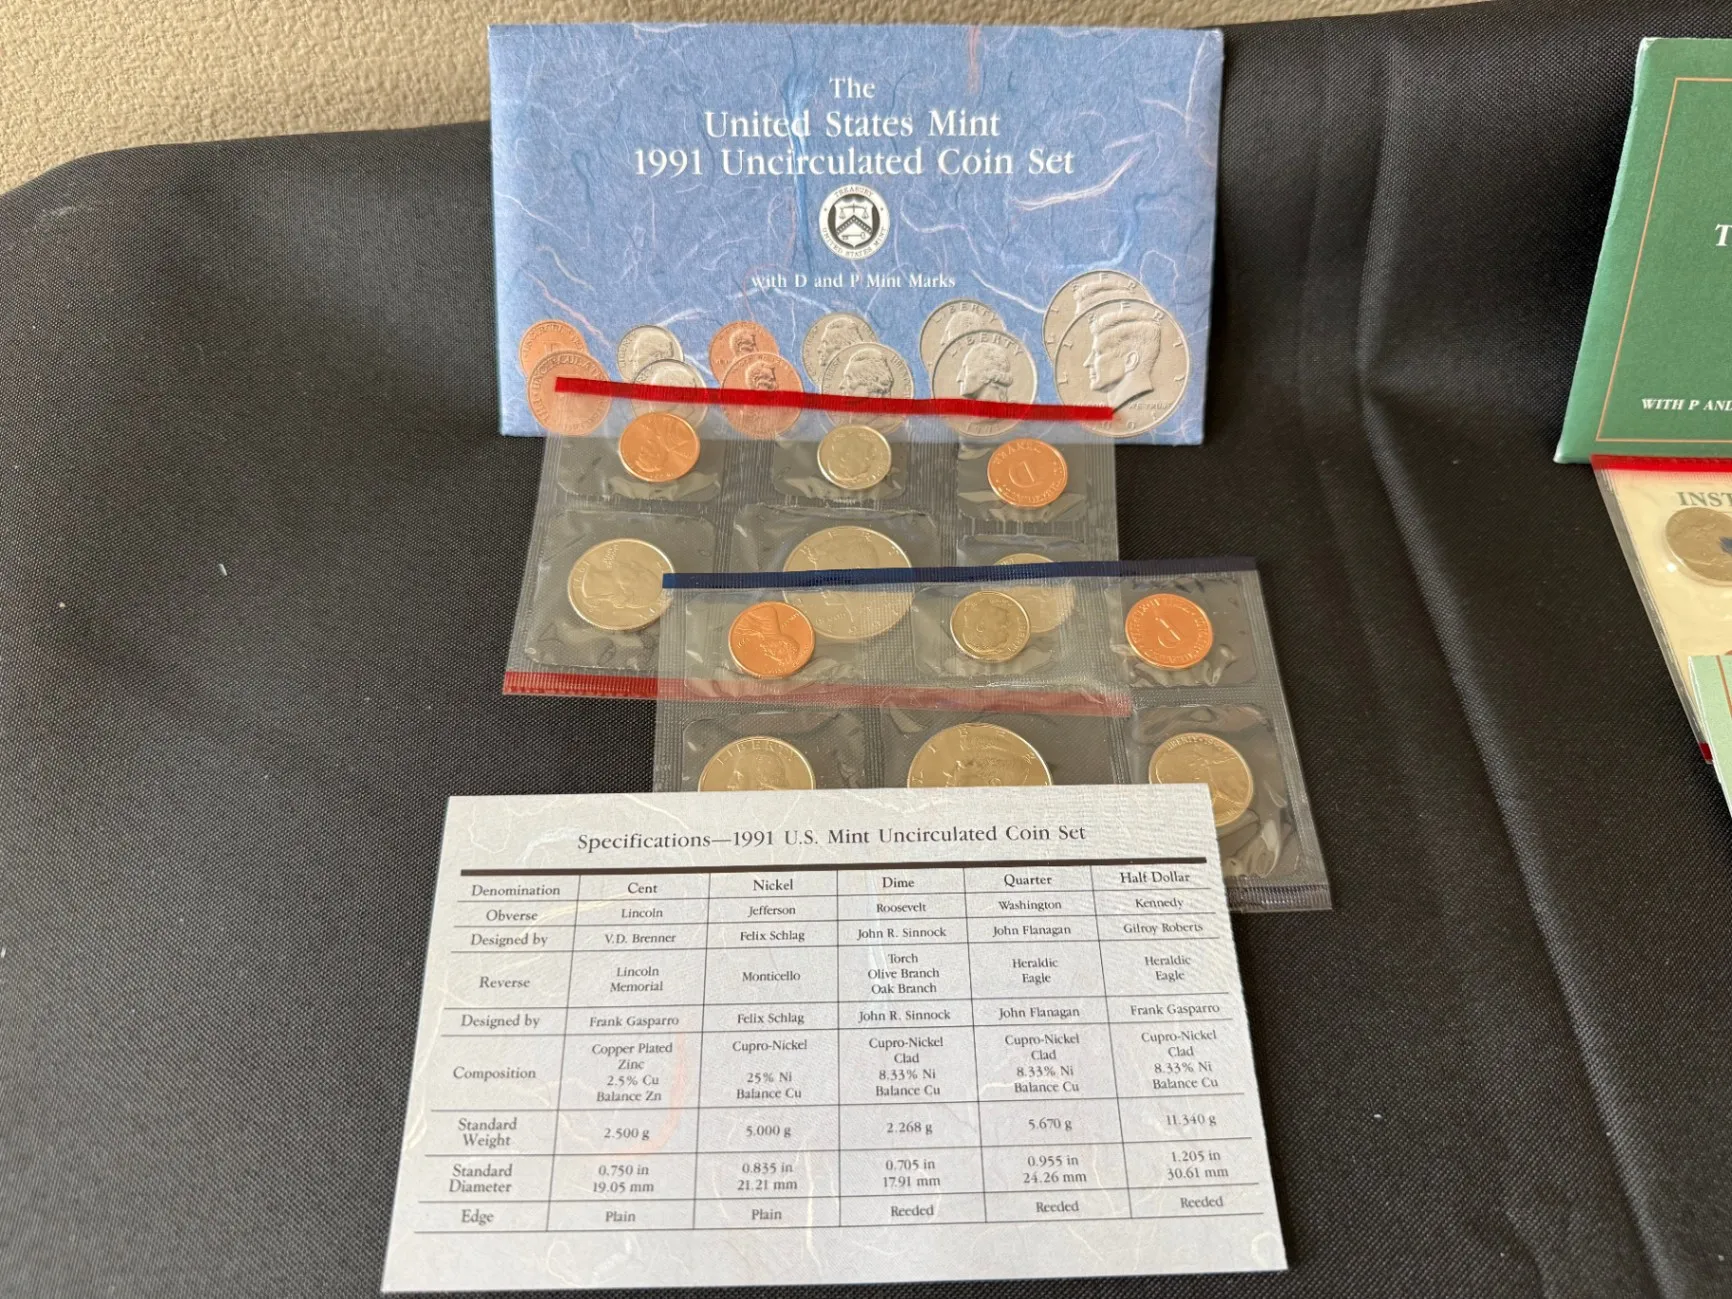 The
United States Mint
1991 Uncirculated Coin Set
TREASURY
UNITED STATES MINT
with D and P Mint Marks
LIBERTY
LIBERTY
T
WITH P AND
INST
D
P
LIBERTY
Specifications—1991 U.S. Mint Uncirculated Coin Set
Denomination Cent Nickel Dime Quarter Half Dollar
Obverse Lincoln Jefferson Roosevelt Washington Kennedy
Designed by V.D. Brenner Felix Schlag John R. Sinnock John Flanagan Gilroy Roberts
Reverse Lincoln Memorial Monticello Torch Olive Branch Oak Branch Heraldic Eagle Heraldic Eagle
Designed by Frank Gasparro Felix Schlag John R. Sinnock John Flanagan Frank Gasparro
Composition Copper Plated Zinc 2.5% Cu Balance Zn Cupro-Nickel 25% Ni Balance Cu Cupro-Nickel Clad 8.33% Ni Balance Cu Cupro-Nickel Clad 8.33% Ni Balance Cu Cupro-Nickel Clad 8.33% Ni Balance Cu
Standard Weight 2.500 g 5.000 g 2.268 g 5.670 g 11.340 g
Standard Diameter 0.750 in 19.05 mm 0.835 in 21.21 mm 0.705 in 17.91 mm 0.955 in 24.26 mm 1.205 in 30.61 mm
Edge Plain Plain Reeded Reeded Reeded